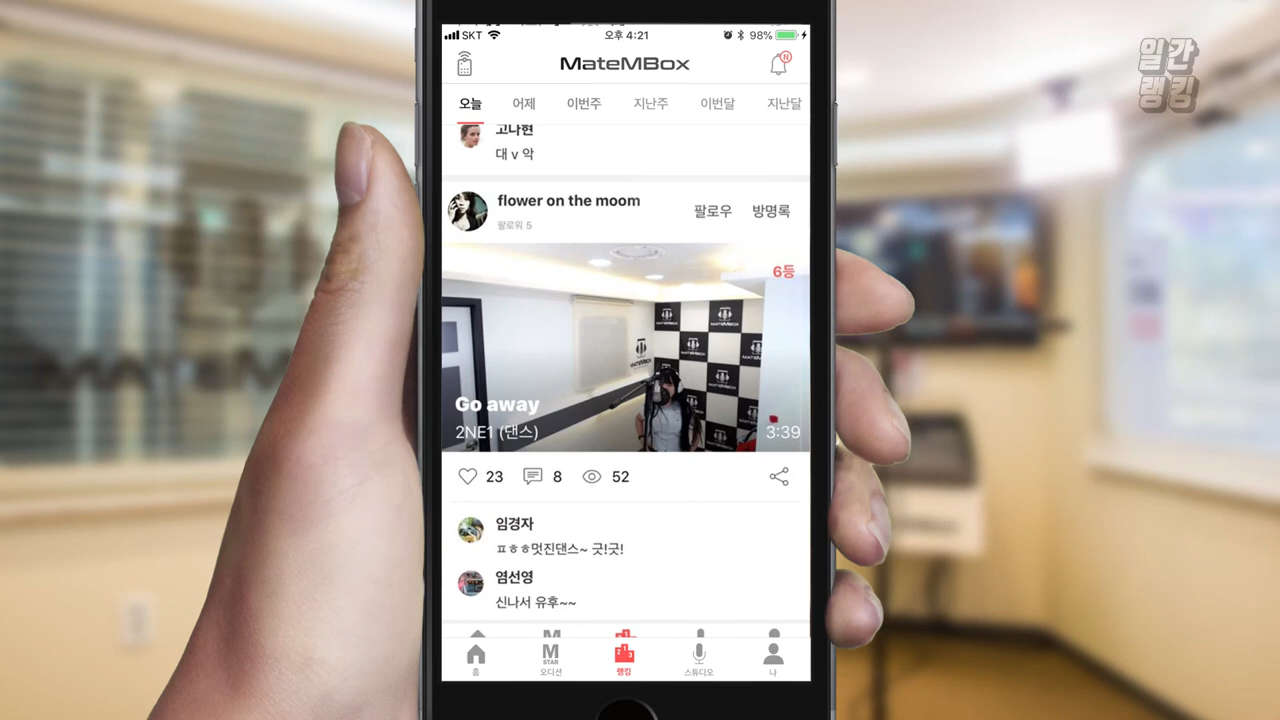 SKT 오후 4:21 98%
MateMBox N
일간
랭킹
오늘 어제 이번주 지난주 이번달 지난달
고나현
대 v 악
flower on the moom
팔로워 5
팔로우 방명록
6등
MATEMBOX
Go away
2NE1 (댄스)
3:39
23 8 52
임경자
ㅍㅎㅎ멋진댄스~ 굿!굿!
염선영
신나서 유후~~
M STAR
1 2 3
홈 오디션 랭킹 스튜디오 나